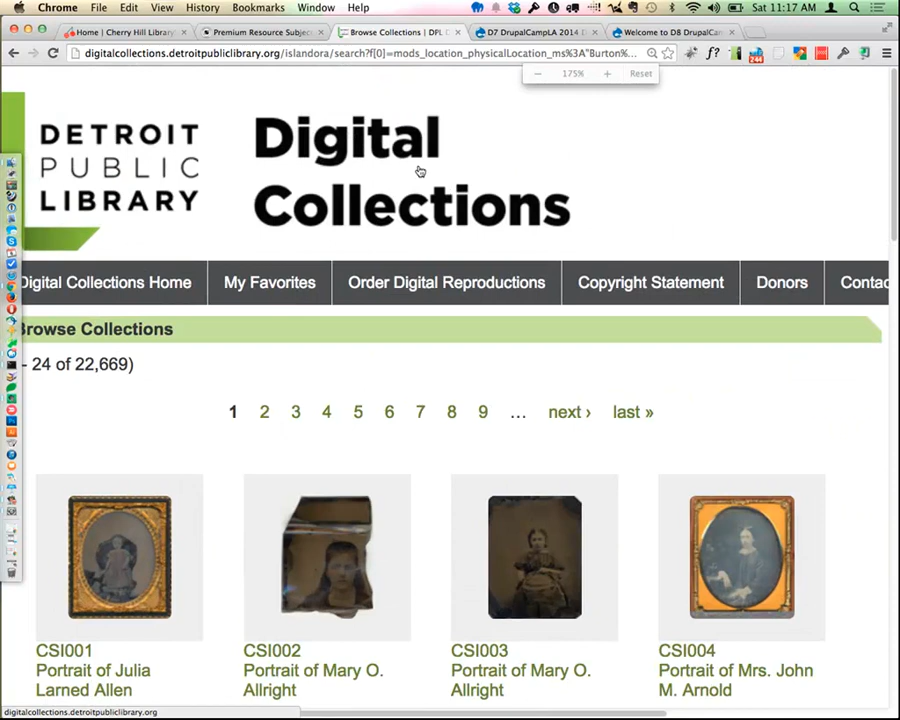 Chrome File Edit View History Bookmarks Window Help Sat 11:17 AM
Home | Cherry Hill Library Premium Resource Subject Browse Collections | DPL D D7 DrupalCampLA 2014 D Welcome to D8 DrupalCam
digitalcollections.detroitpubliclibrary.org/islandora/search?f[0]=mods_location_physicalLocation_ms%3A"Burton%... f? 244
175% Reset
DETROIT
PUBLIC
LIBRARY
Digital
Collections
Digital Collections Home My Favorites Order Digital Reproductions Copyright Statement Donors Contac
Browse Collections
- 24 of 22,669)
1 2 3 4 5 6 7 8 9 … next › last »
CSI001 CSI002 CSI003 CSI004
Portrait of Julia Portrait of Mary O. Portrait of Mary O. Portrait of Mrs. John
Larned Allen Allright Allright M. Arnold
digitalcollections.detroitpubliclibrary.org